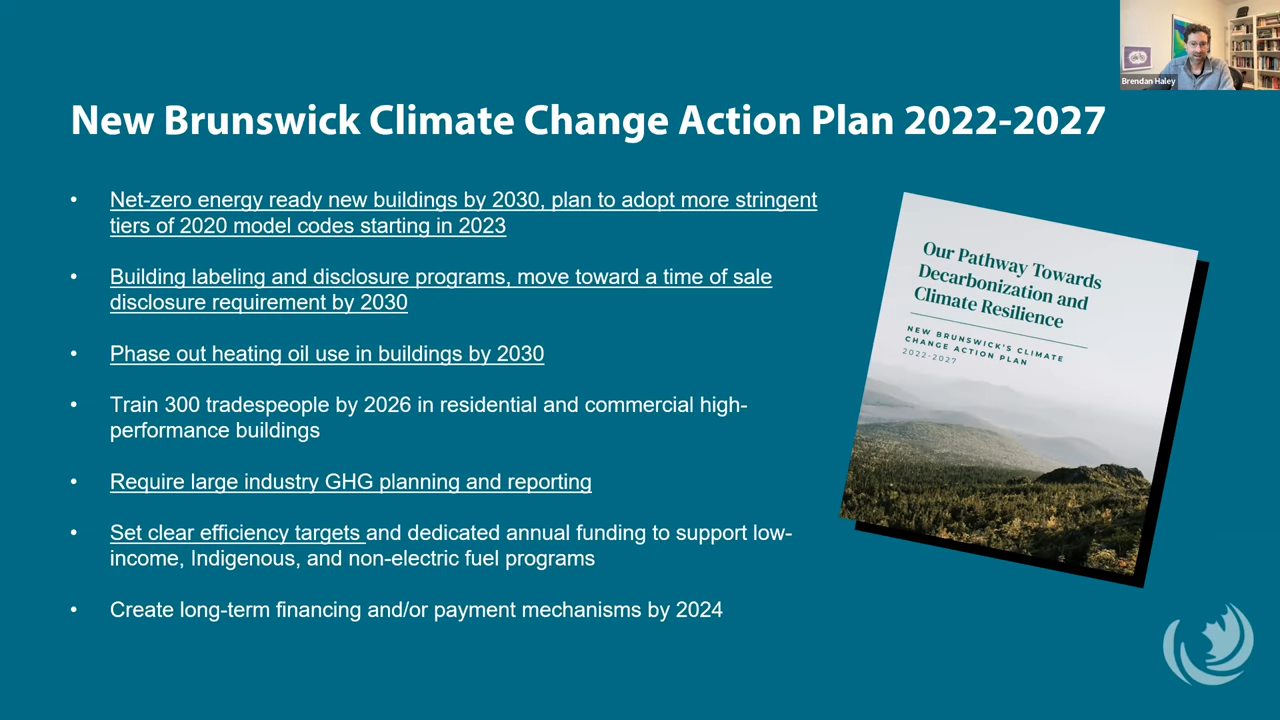 Brendan Haley
New Brunswick Climate Change Action Plan 2022-2027
• Net-zero energy ready new buildings by 2030, plan to adopt more stringent
tiers of 2020 model codes starting in 2023
• Building labeling and disclosure programs, move toward a time of sale
disclosure requirement by 2030
• Phase out heating oil use in buildings by 2030
• Train 300 tradespeople by 2026 in residential and commercial high-
performance buildings
• Require large industry GHG planning and reporting
• Set clear efficiency targets and dedicated annual funding to support low-
income, Indigenous, and non-electric fuel programs
• Create long-term financing and/or payment mechanisms by 2024
Our Pathway Towards
Decarbonization and
Climate Resilience
NEW BRUNSWICK'S CLIMATE
CHANGE ACTION PLAN
2022-2027